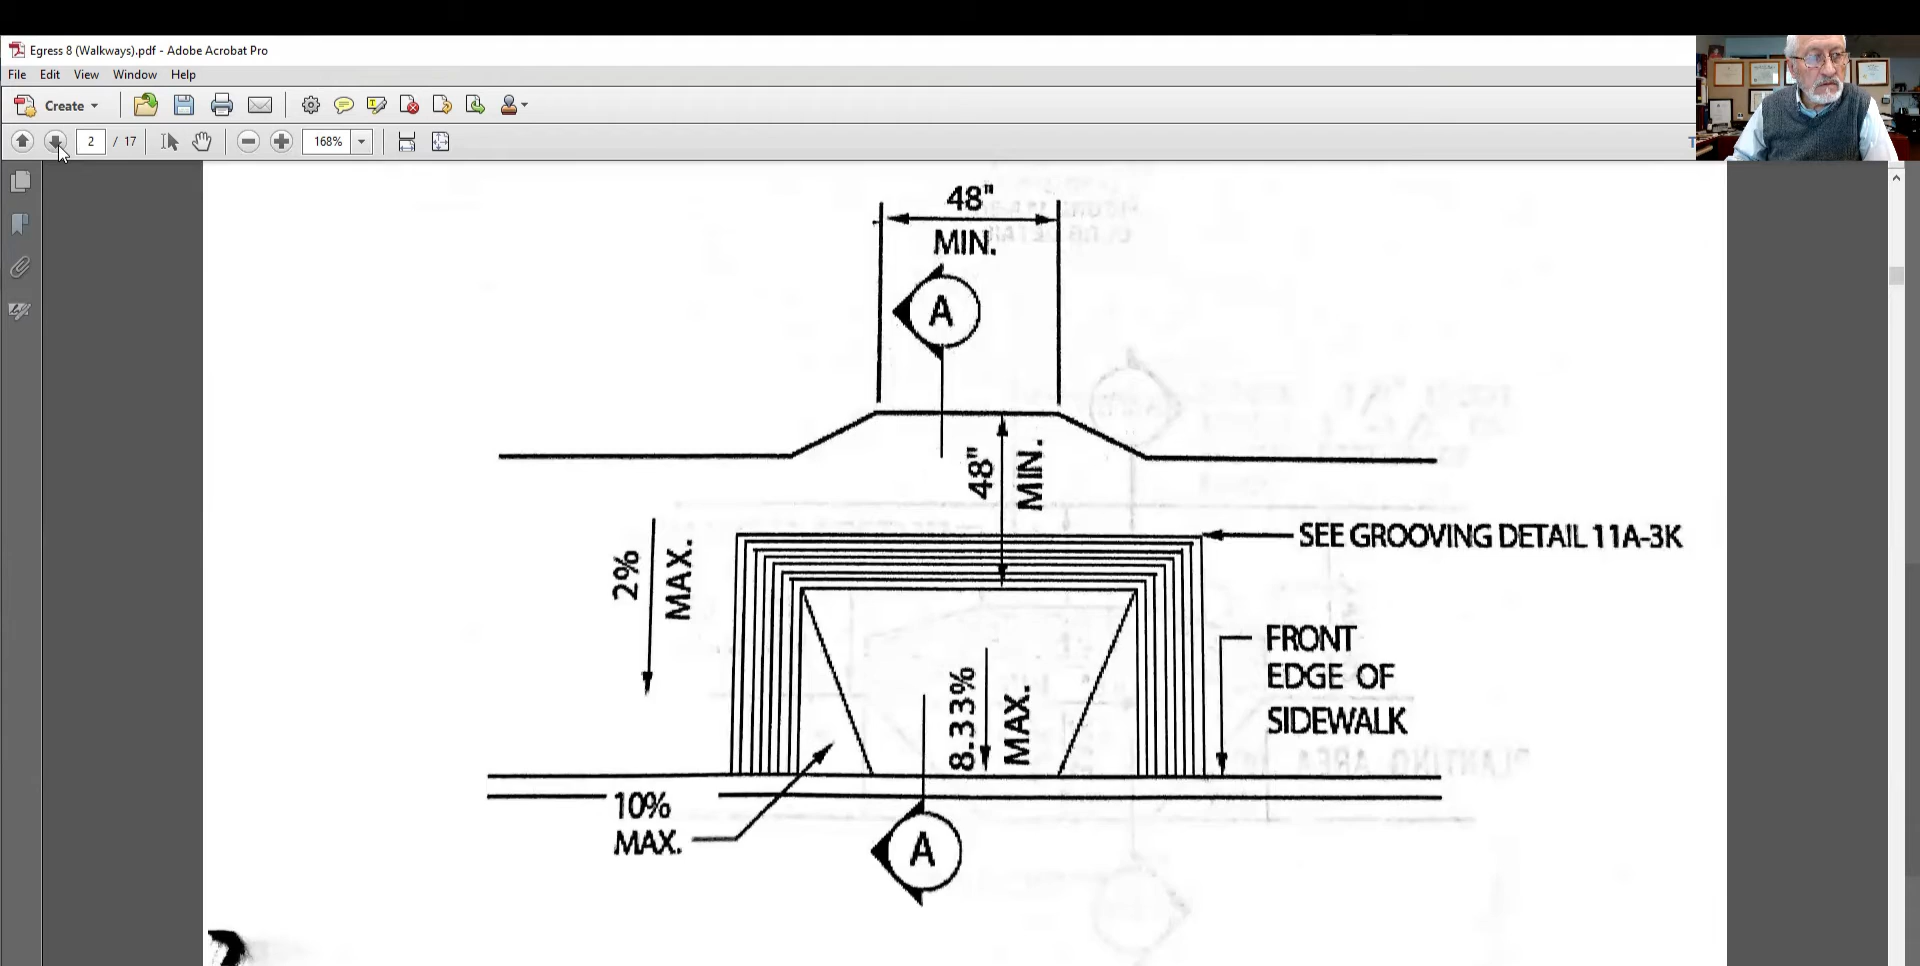 Egress 8 (Walkways).pdf - Adobe Acrobat Pro
File Edit View Window Help
Create
2 / 17 168%
48"
MIN.
A
48"
MIN.
SEE GROOVING DETAIL 11A-3K
2%
MAX.
FRONT
EDGE OF
SIDEWALK
8.33%
MAX.
10%
MAX.
A